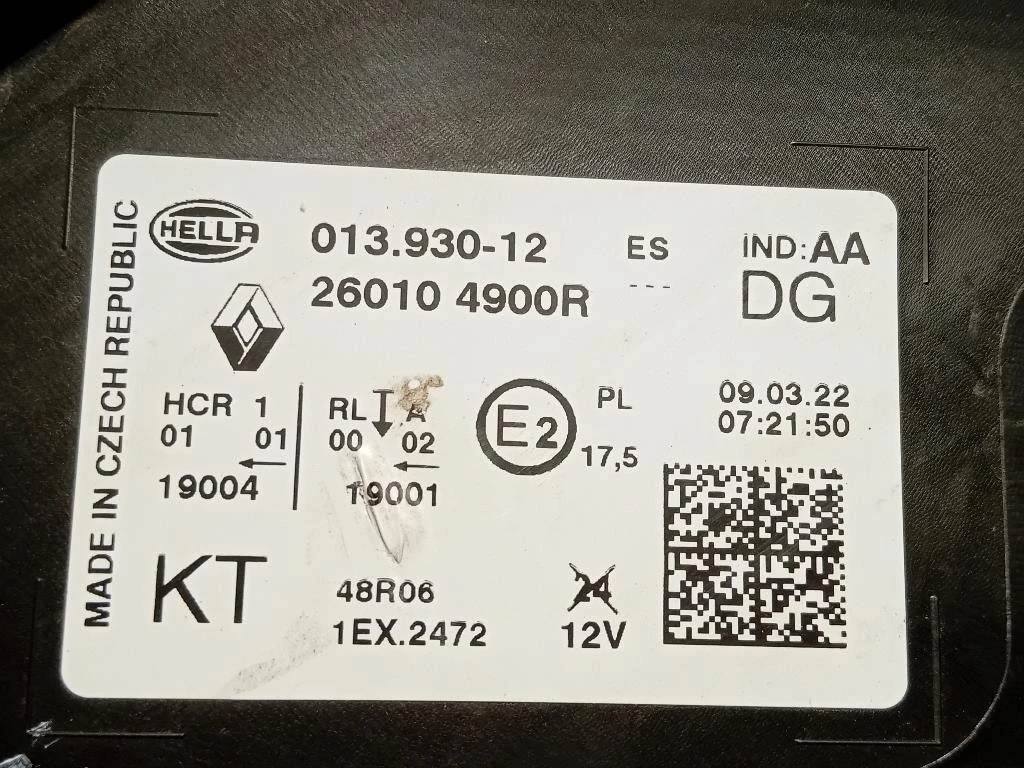 MADE IN CZECH REPUBLIC
HELLA
013.930-12 ES IND:AA
26010 4900R --- DG
HCR 1 RL A E2 PL 09.03.22
01 01 00 02 17,5 07:21:50
19004 19001
KT 48R06 24
1EX.2472 12V